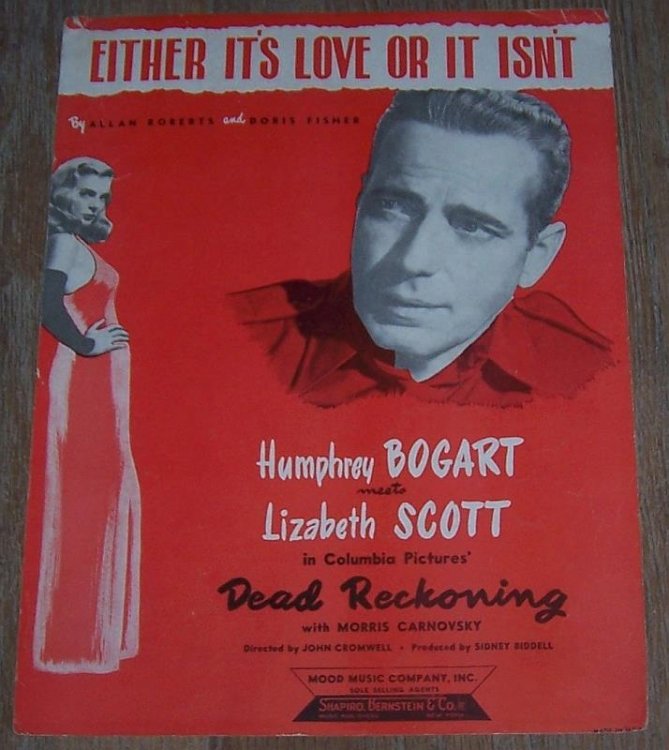 EITHER IT'S LOVE OR IT ISN'T
By ALLAN ROBERTS and DORIS FISHER
Humphrey BOGART
meets
Lizabeth SCOTT
in Columbia Pictures'
Dead Reckoning
with MORRIS CARNOVSKY
Directed by JOHN CROMWELL • Produced by SIDNEY BIDDELL
MOOD MUSIC COMPANY, INC.
SOLE SELLING AGENTS
SHAPIRO, BERNSTEIN & Co.
NEW YORK